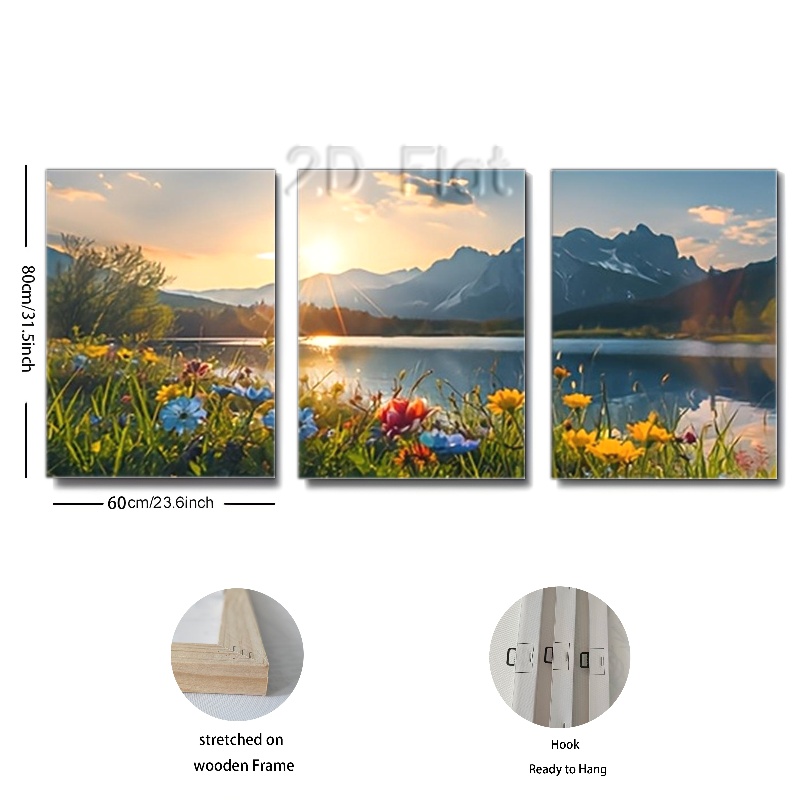 2D Flat
80cm/31.5inch
60cm/23.6inch
stretched on
wooden Frame
Hook
Ready to Hang